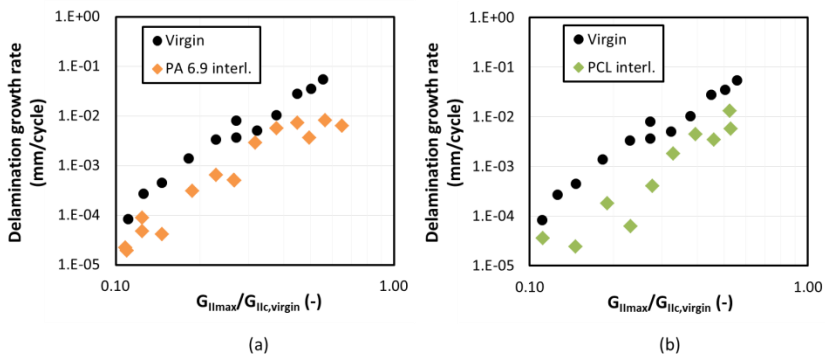 1.E+00
1.E-01
1.E-02
1.E-03
1.E-04
1.E-05
Delamination growth rate
(mm/cycle)
Virgin
PA 6.9 interl.
0.10
1.00
GIImax/GIIc,virgin (-)
(a)
1.E+00
1.E-01
1.E-02
1.E-03
1.E-04
1.E-05
Delamination growth rate
(mm/cycle)
Virgin
PCL interl.
0.10
1.00
GIImax/GIIc,virgin (-)
(b)